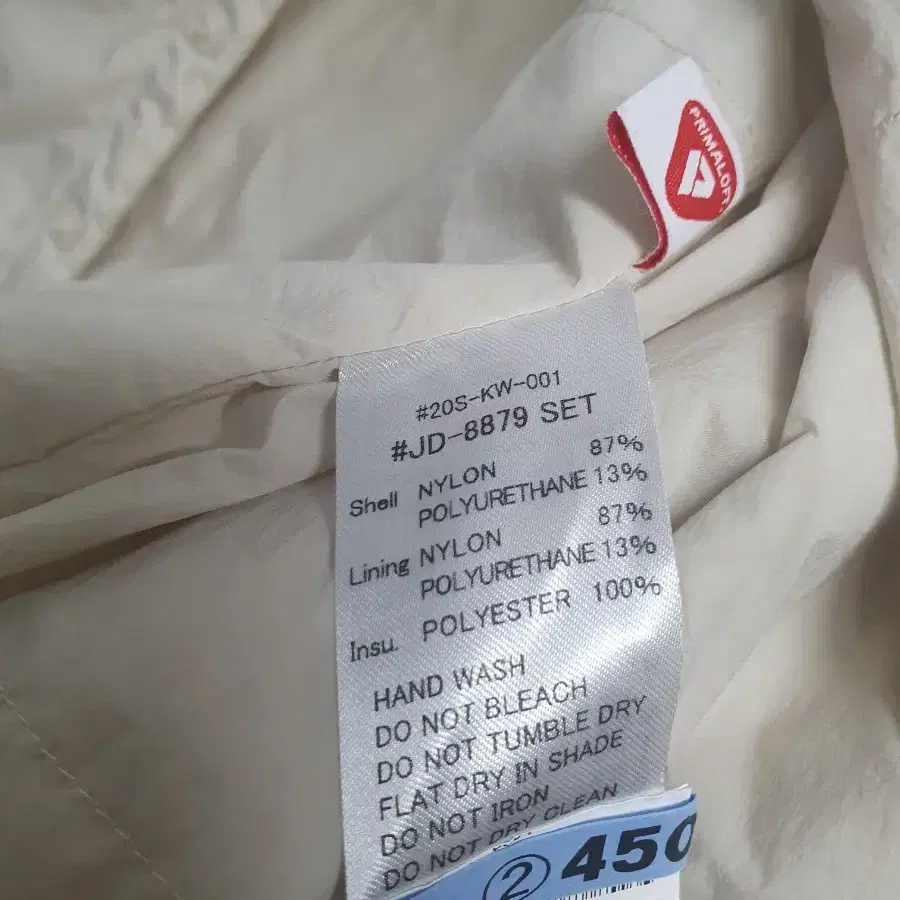 PRIMALOFT
#20S-KW-001
#JD-8879 SET
Shell NYLON 87%
POLYURETHANE 13%
Lining NYLON 87%
POLYURETHANE 13%
Insu. POLYESTER 100%
HAND WASH
DO NOT BLEACH
DO NOT TUMBLE DRY
FLAT DRY IN SHADE
DO NOT IRON
DO NOT DRY CLEAN
② 450